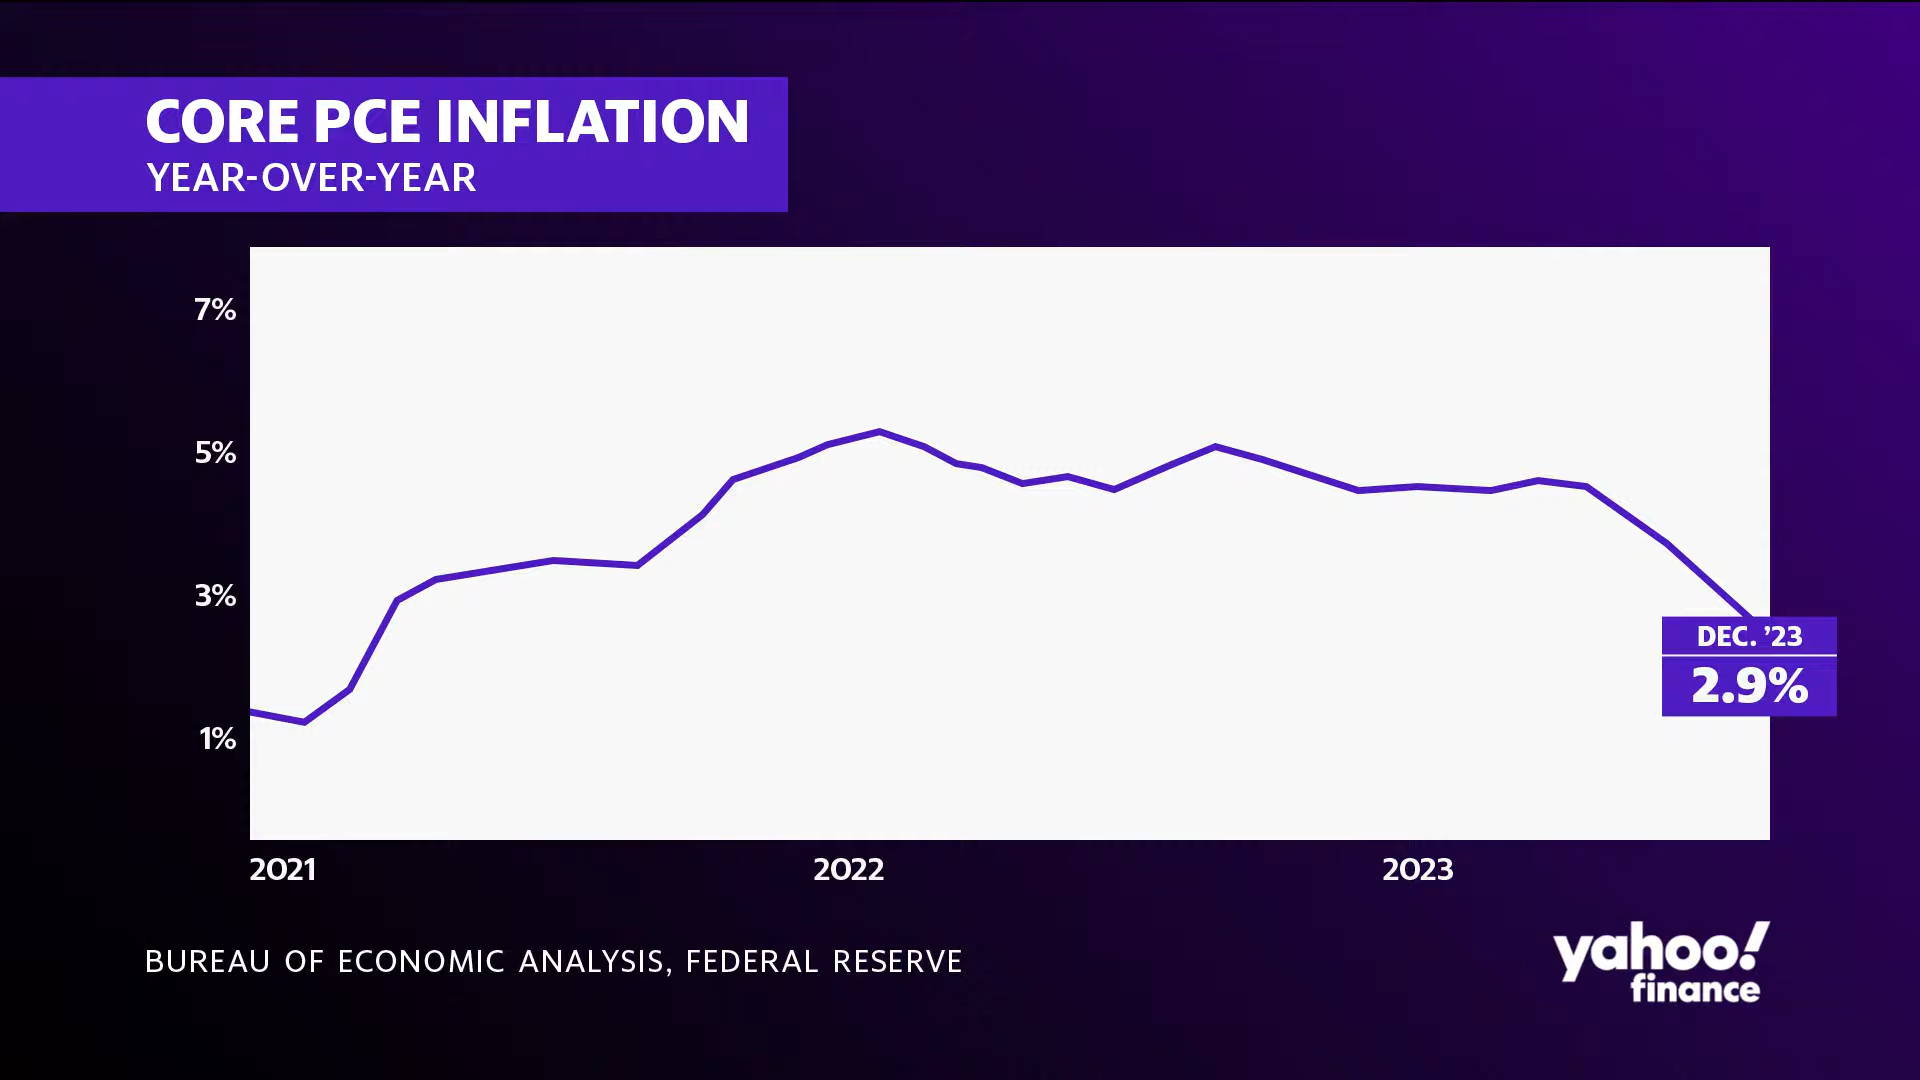 CORE PCE INFLATION
YEAR-OVER-YEAR
7%
5%
3%
1%
DEC. ’23
2.9%
2021 2022 2023
BUREAU OF ECONOMIC ANALYSIS, FEDERAL RESERVE
yahoo!
finance